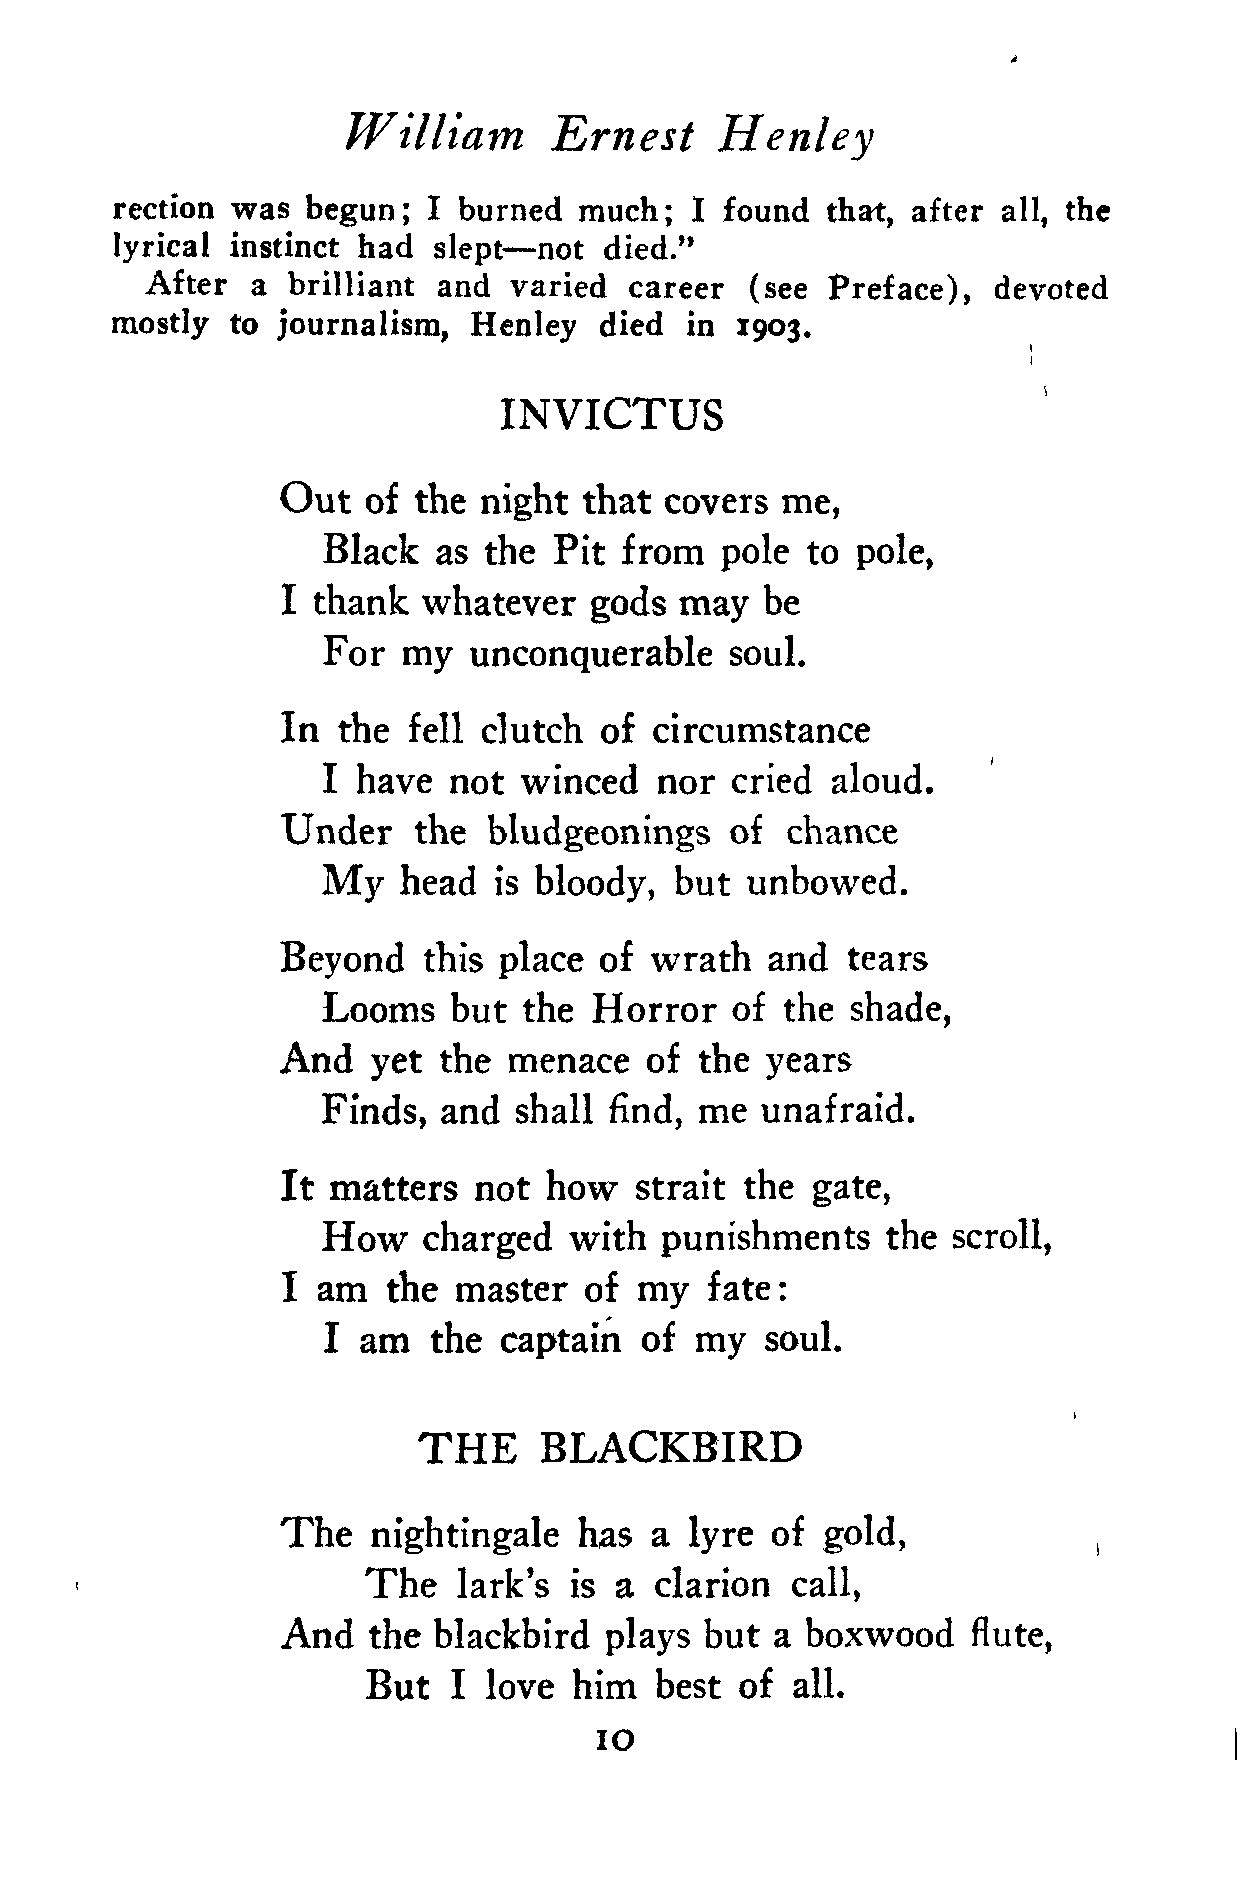 William Ernest Henley
rection was begun; I burned much; I found that, after all, the
lyrical instinct had slept—not died."
After a brilliant and varied career (see Preface), devoted
mostly to journalism, Henley died in 1903.
INVICTUS
Out of the night that covers me,
Black as the Pit from pole to pole,
I thank whatever gods may be
For my unconquerable soul.
In the fell clutch of circumstance
I have not winced nor cried aloud.
Under the bludgeonings of chance
My head is bloody, but unbowed.
Beyond this place of wrath and tears
Looms but the Horror of the shade,
And yet the menace of the years
Finds, and shall find, me unafraid.
It matters not how strait the gate,
How charged with punishments the scroll,
I am the master of my fate:
I am the captain of my soul.
THE BLACKBIRD
The nightingale has a lyre of gold,
The lark's is a clarion call,
And the blackbird plays but a boxwood flute,
But I love him best of all.
10